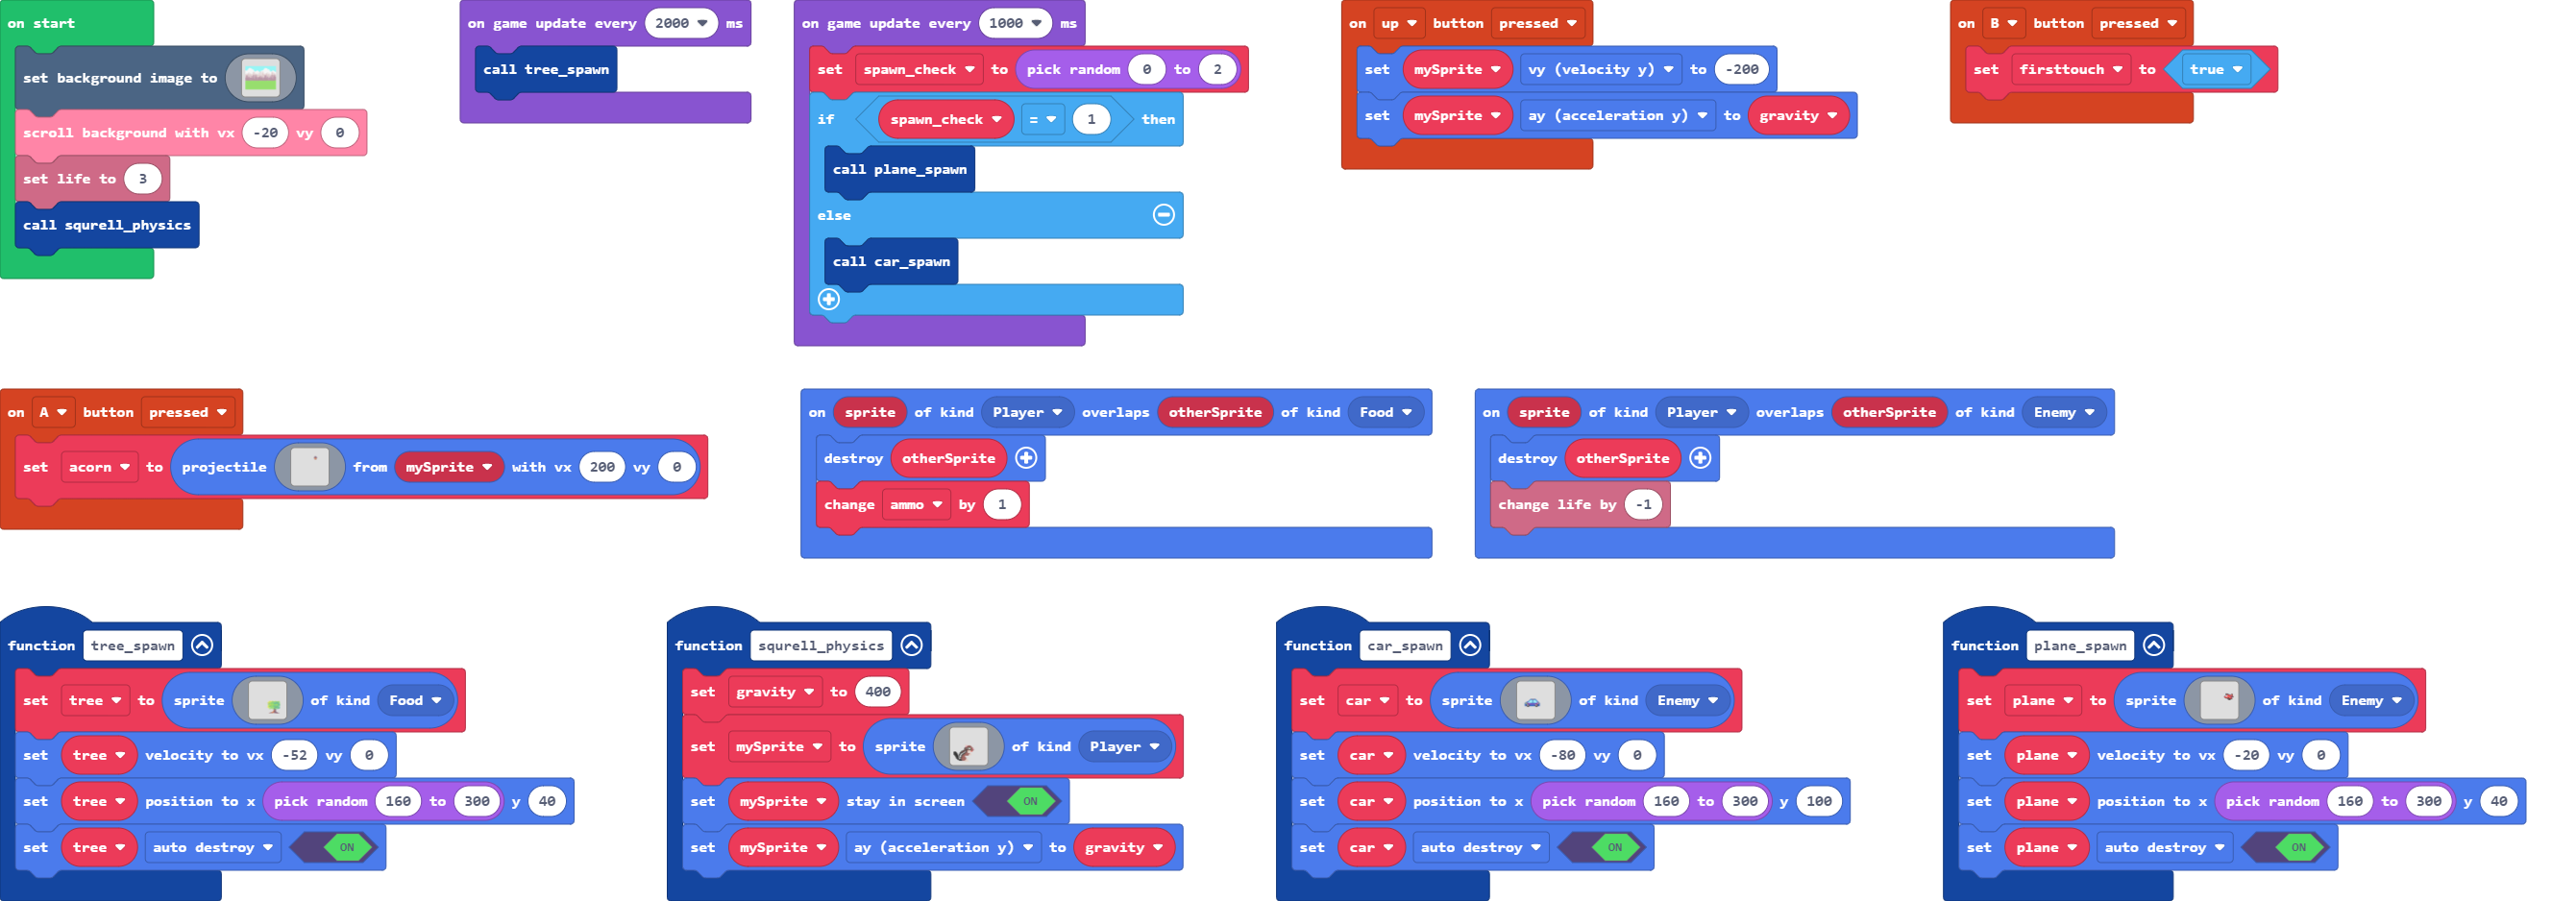 on start
set background image to
scroll background with vx -20 vy 0
set life to 3
call squrell_physics
on game update every 2000 ms
call tree_spawn
on game update every 1000 ms
set spawn_check to pick random 0 to 2
if spawn_check = 1 then
call plane_spawn
else
call car_spawn
on up button pressed
set mySprite vy (velocity y) to -200
set mySprite ay (acceleration y) to gravity
on B button pressed
set firsttouch to true
on A button pressed
set acorn to projectile from mySprite with vx 200 vy 0
on sprite of kind Player overlaps otherSprite of kind Food
destroy otherSprite
change ammo by 1
on sprite of kind Player overlaps otherSprite of kind Enemy
destroy otherSprite
change life by -1
function tree_spawn
set tree to sprite of kind Food
set tree velocity to vx -52 vy 0
set tree position to x pick random 160 to 300 y 40
set tree auto destroy ON
function squrell_physics
set gravity to 400
set mySprite to sprite of kind Player
set mySprite stay in screen ON
set mySprite ay (acceleration y) to gravity
function car_spawn
set car to sprite of kind Enemy
set car velocity to vx -80 vy 0
set car position to x pick random 160 to 300 y 100
set car auto destroy ON
function plane_spawn
set plane to sprite of kind Enemy
set plane velocity to vx -20 vy 0
set plane position to x pick random 160 to 300 y 40
set plane auto destroy ON